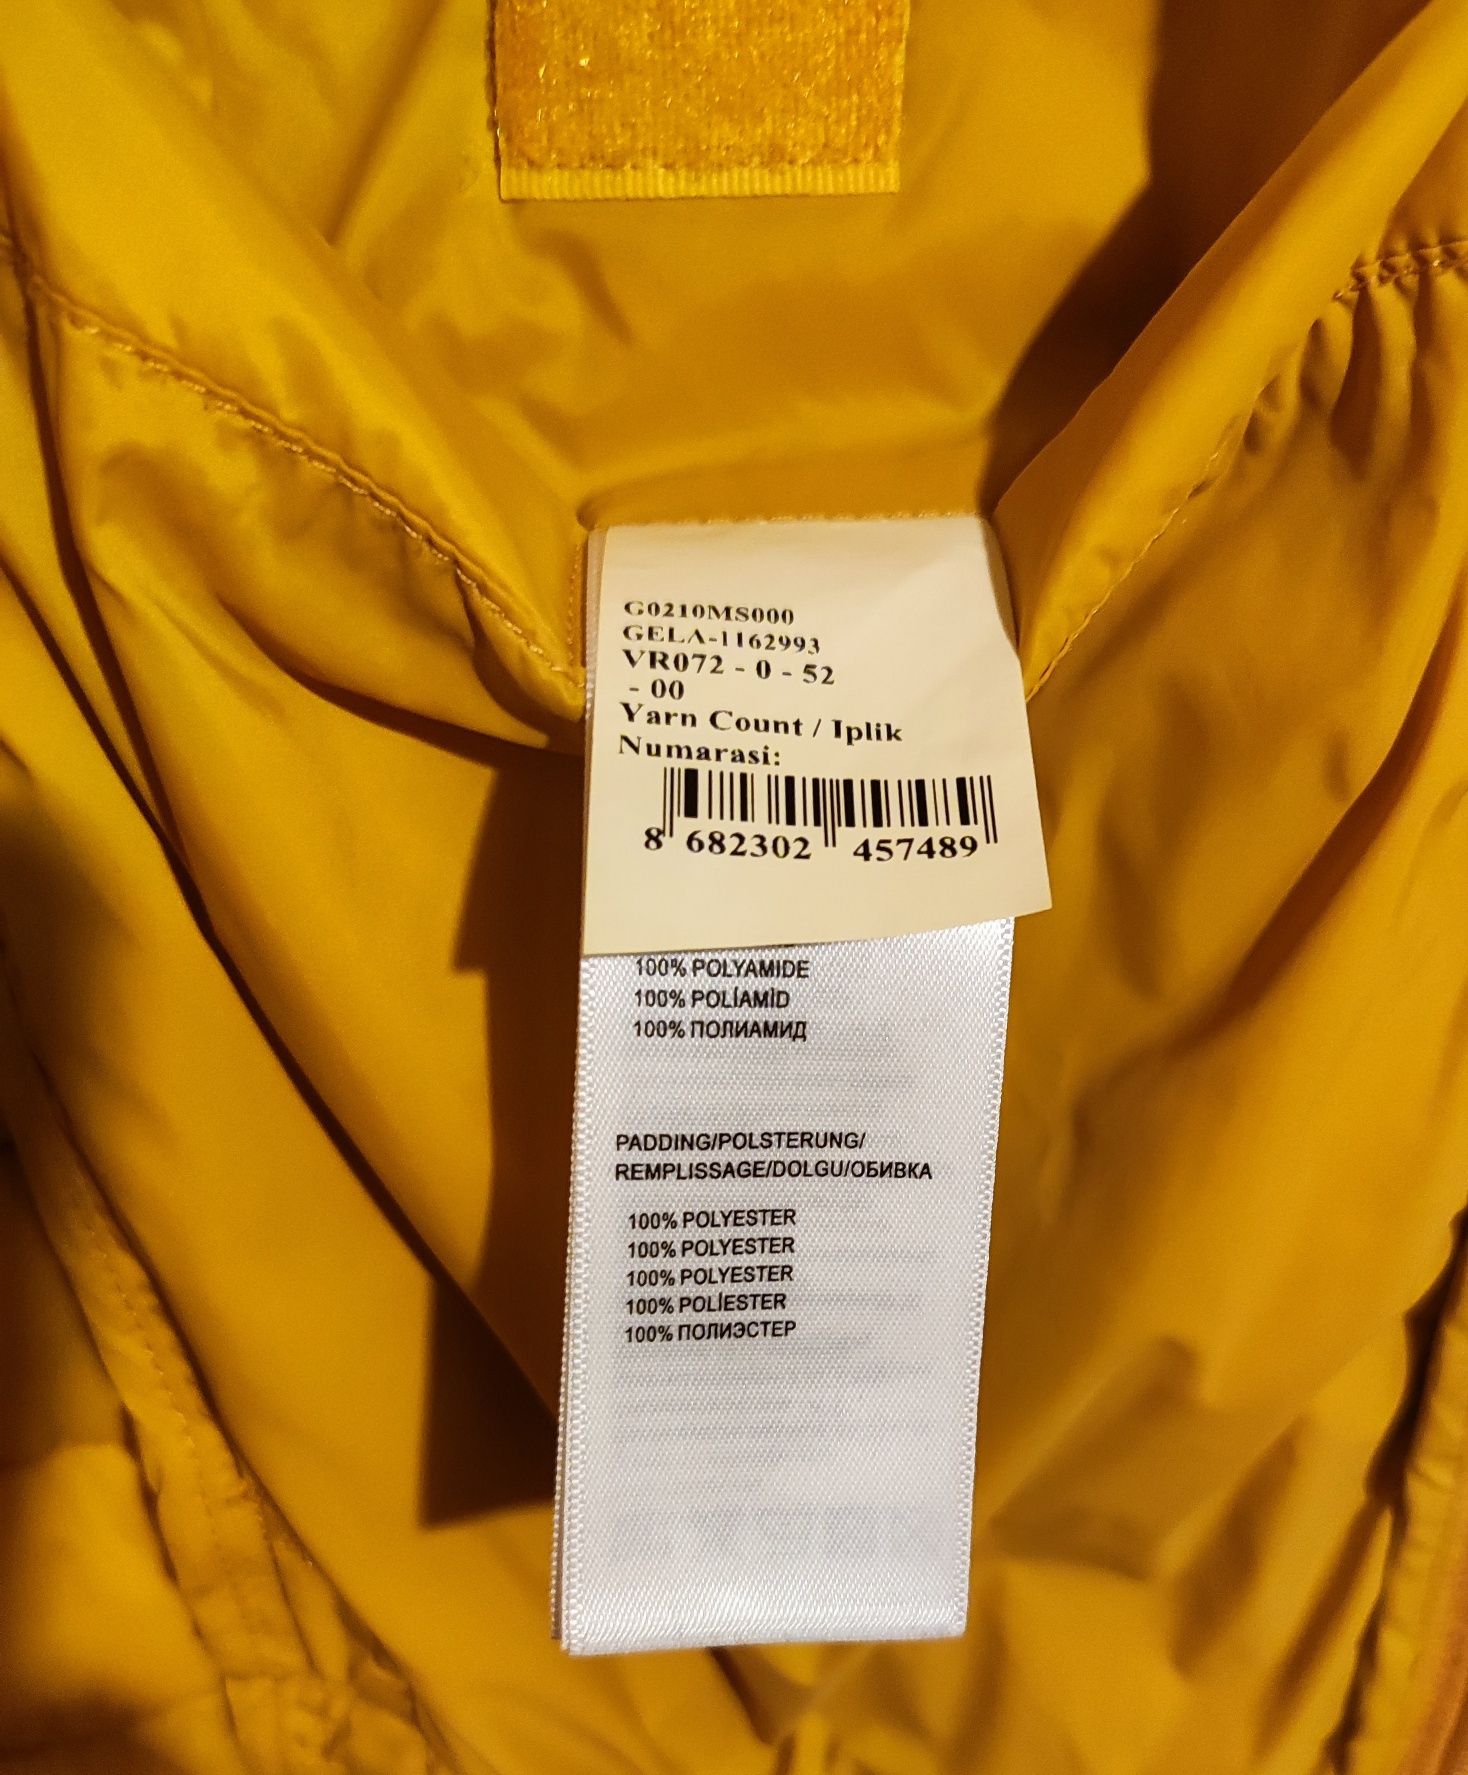 G0210MS000
GELA-1162993
VR072 - 0 - 52
- 00
Yarn Count / Iplik
Numarasi:
8 682302 457489
100% POLYAMIDE
100% POLİAMİD
100% ПОЛИАМИД
PADDING/POLSTERUNG/
REMPLISSAGE/DOLGU/ОБИВКА
100% POLYESTER
100% POLYESTER
100% POLYESTER
100% POLİESTER
100% ПОЛИЭСТЕР